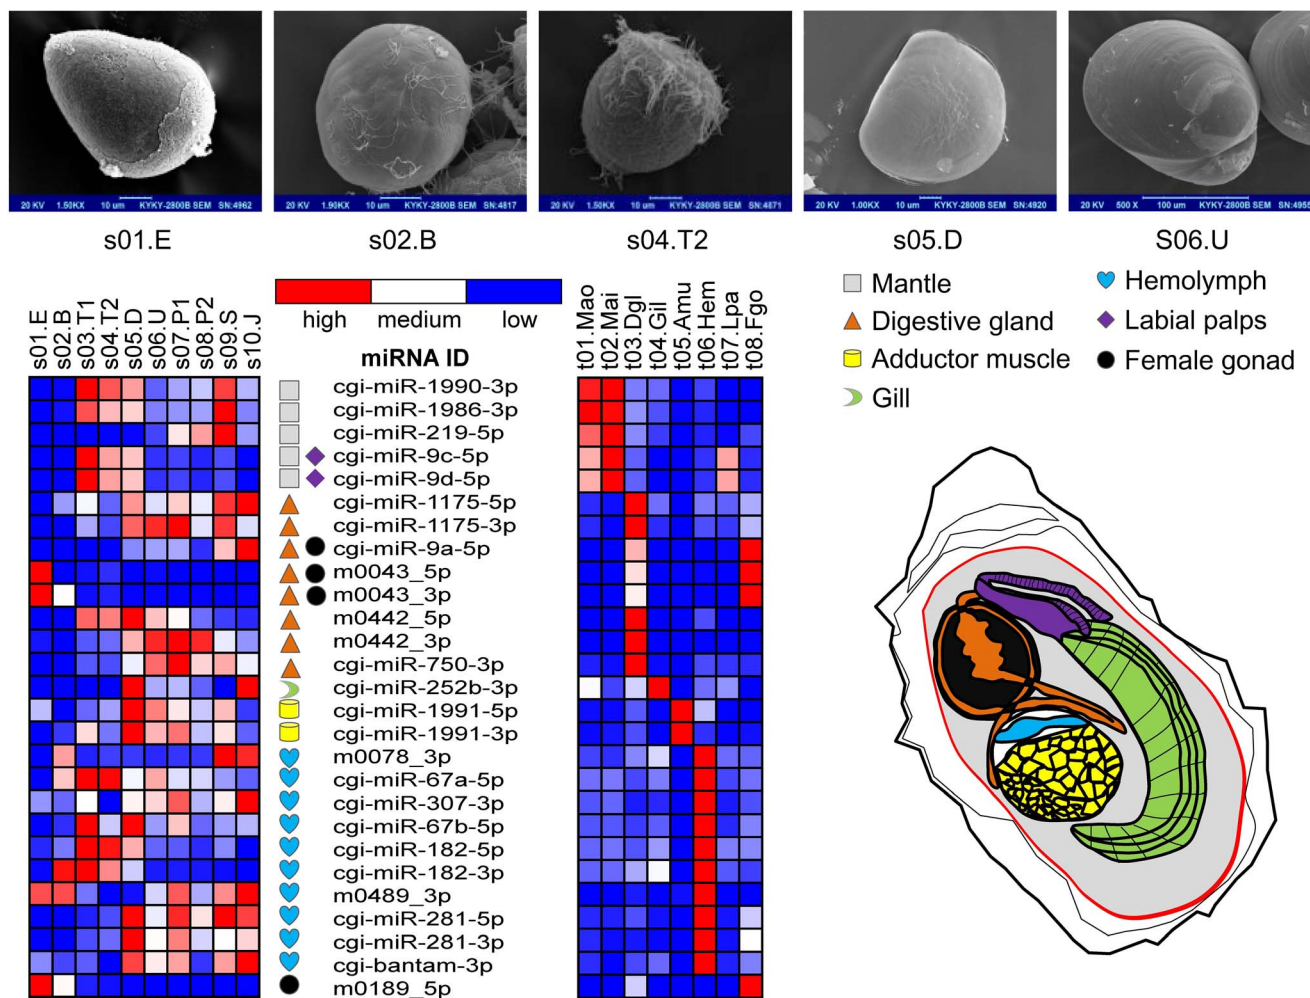 20 KV 1.50KX 10 um KYKY-2800B SEM SN:4962
20 KV 1.90KX 10 um KYKY-2800B SEM SN:4817
20 KV 1.50KX 10 um KYKY-2800B SEM SN:4871
20 KV 1.00KX 10 um KYKY-2800B SEM SN:4920
20 KV 500 X 100 um KYKY-2800B SEM SN:4955
s01.E
s02.B
s04.T2
s05.D
S06.U
s01.E
s02.B
s03.T1
s04.T2
s05.D
s06.U
s07.P1
s08.P2
s09.S
s10.J
high medium low
miRNA ID
t01.Mao
t02.Mai
t03.Dgl
t04.Gil
t05.Amu
t06.Hem
t07.Lpa
t08.Fgo
Mantle
Digestive gland
Adductor muscle
Gill
Hemolymph
Labial palps
Female gonad
cgi-miR-1990-3p
cgi-miR-1986-3p
cgi-miR-219-5p
cgi-miR-9c-5p
cgi-miR-9d-5p
cgi-miR-1175-5p
cgi-miR-1175-3p
cgi-miR-9a-5p
m0043_5p
m0043_3p
m0442_5p
m0442_3p
cgi-miR-750-3p
cgi-miR-252b-3p
cgi-miR-1991-5p
cgi-miR-1991-3p
m0078_3p
cgi-miR-67a-5p
cgi-miR-307-3p
cgi-miR-67b-5p
cgi-miR-182-5p
cgi-miR-182-3p
m0489_3p
cgi-miR-281-5p
cgi-miR-281-3p
cgi-bantam-3p
m0189_5p